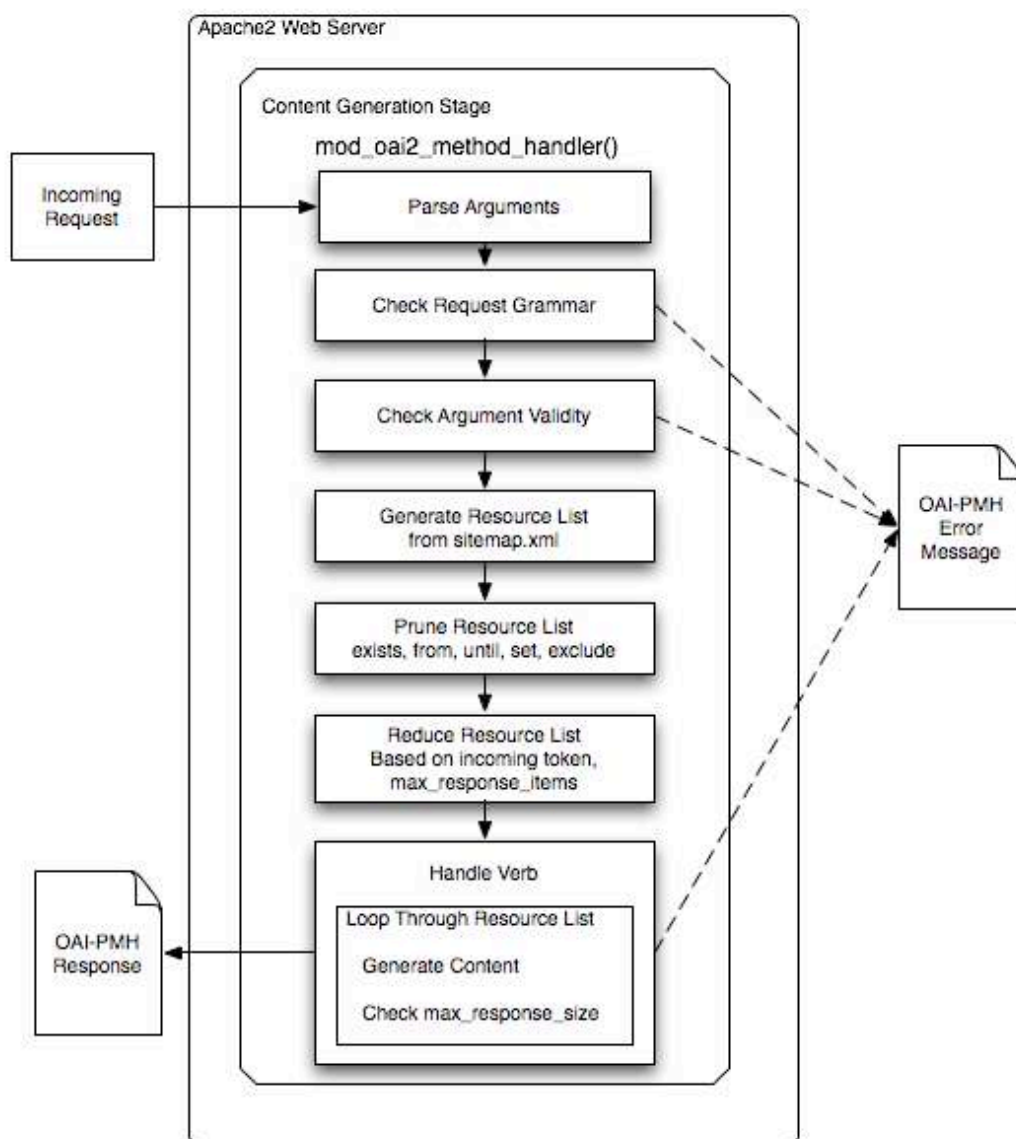 Apache2 Web Server
Content Generation Stage
mod_oai2_method_handler()
Incoming
Request
Parse Arguments
Check Request Grammar
Check Argument Validity
Generate Resource List
from sitemap.xml
OAI-PMH
Error
Message
Prune Resource List
exists, from, until, set, exclude
Reduce Resource List
Based on incoming token,
max_response_items
Handle Verb
Loop Through Resource List
Generate Content
Check max_response_size
OAI-PMH
Response